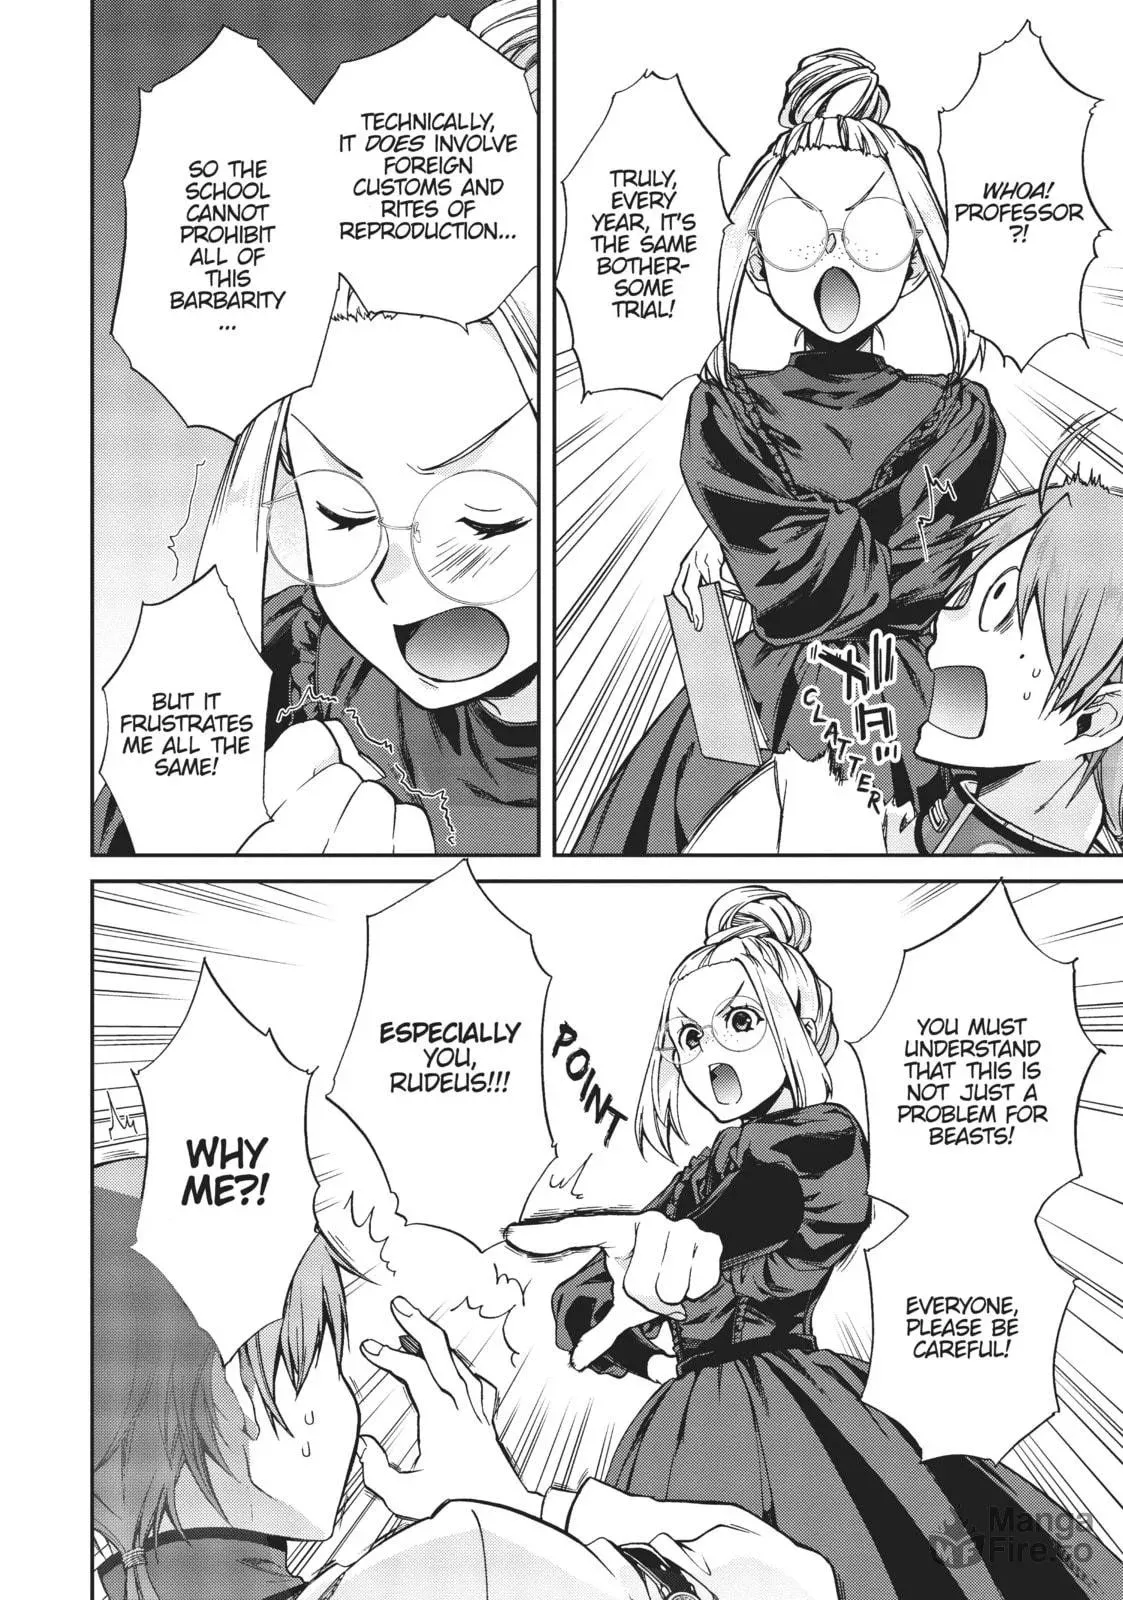 WHOA!
PROFESSOR
?!
TRULY,
EVERY
YEAR, IT'S
THE SAME
BOTHER-
SOME
TRIAL!
ガタッ
CLATTER
TECHNICALLY,
IT DOES INVOLVE
FOREIGN
CUSTOMS AND
RITES OF
REPRODUCTION...
SO THE
SCHOOL
CANNOT
PROHIBIT
ALL OF
THIS
BARBARITY
...
BUT IT
FRUSTRATES
ME ALL THE
SAME!
YOU MUST
UNDERSTAND
THAT THIS IS
NOT JUST A
PROBLEM FOR
BEASTS!
EVERYONE,
PLEASE BE
CAREFUL!
POINT
ESPECIALLY
YOU,
RUDEUS!!!
WHY
ME?!
Manga
Fire.to